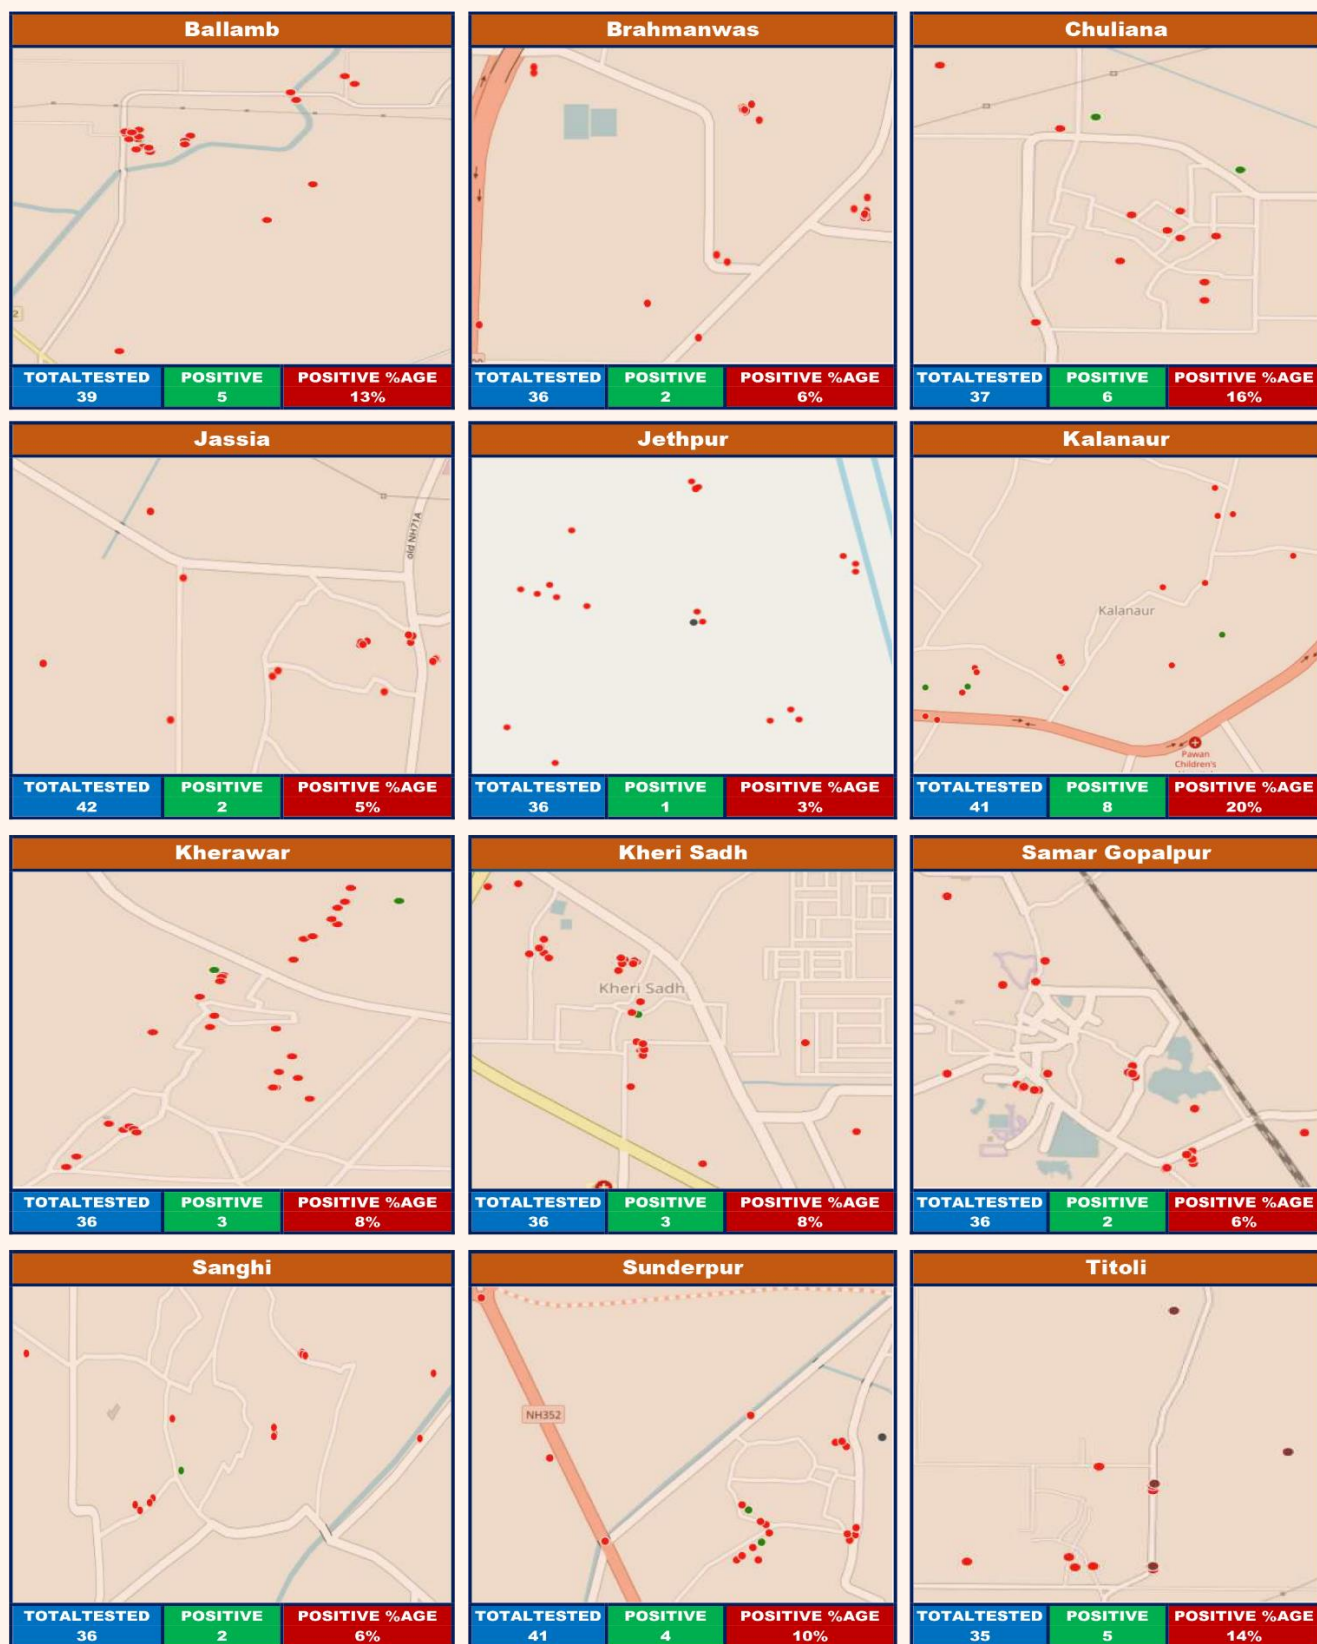 Ballamb
Brahmanwas
Chuliana
2
TOTALTESTED POSITIVE POSITIVE %AGE
39 5 13%
TOTALTESTED POSITIVE POSITIVE %AGE
36 2 6%
TOTALTESTED POSITIVE POSITIVE %AGE
37 6 16%
Jassia
Jethpur
Kalanaur
old NH71A
Kalanaur
Pawan
Children's
TOTALTESTED POSITIVE POSITIVE %AGE
42 2 5%
TOTALTESTED POSITIVE POSITIVE %AGE
36 1 3%
TOTALTESTED POSITIVE POSITIVE %AGE
41 8 20%
Kherawar
Kheri Sadh
Samar Gopalpur
Kheri Sadh
TOTALTESTED POSITIVE POSITIVE %AGE
36 3 8%
TOTALTESTED POSITIVE POSITIVE %AGE
36 3 8%
TOTALTESTED POSITIVE POSITIVE %AGE
36 2 6%
Sanghi
Sunderpur
Titoli
NH352
TOTALTESTED POSITIVE POSITIVE %AGE
36 2 6%
TOTALTESTED POSITIVE POSITIVE %AGE
41 4 10%
TOTALTESTED POSITIVE POSITIVE %AGE
35 5 14%